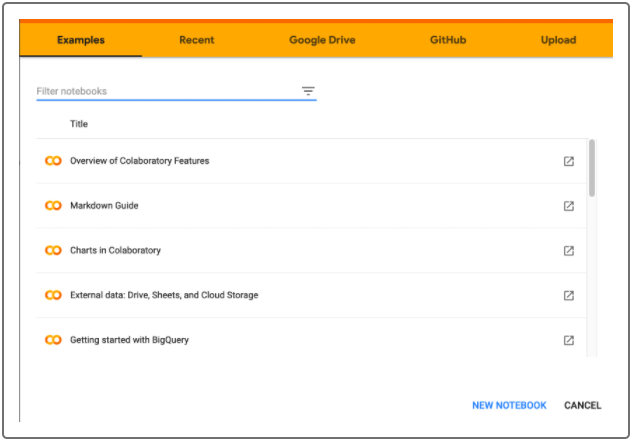 Examples Recent Google Drive GitHub Upload
Filter notebooks
Title
Overview of Colaboratory Features
Markdown Guide
Charts in Colaboratory
External data: Drive, Sheets, and Cloud Storage
Getting started with BigQuery
NEW NOTEBOOK CANCEL